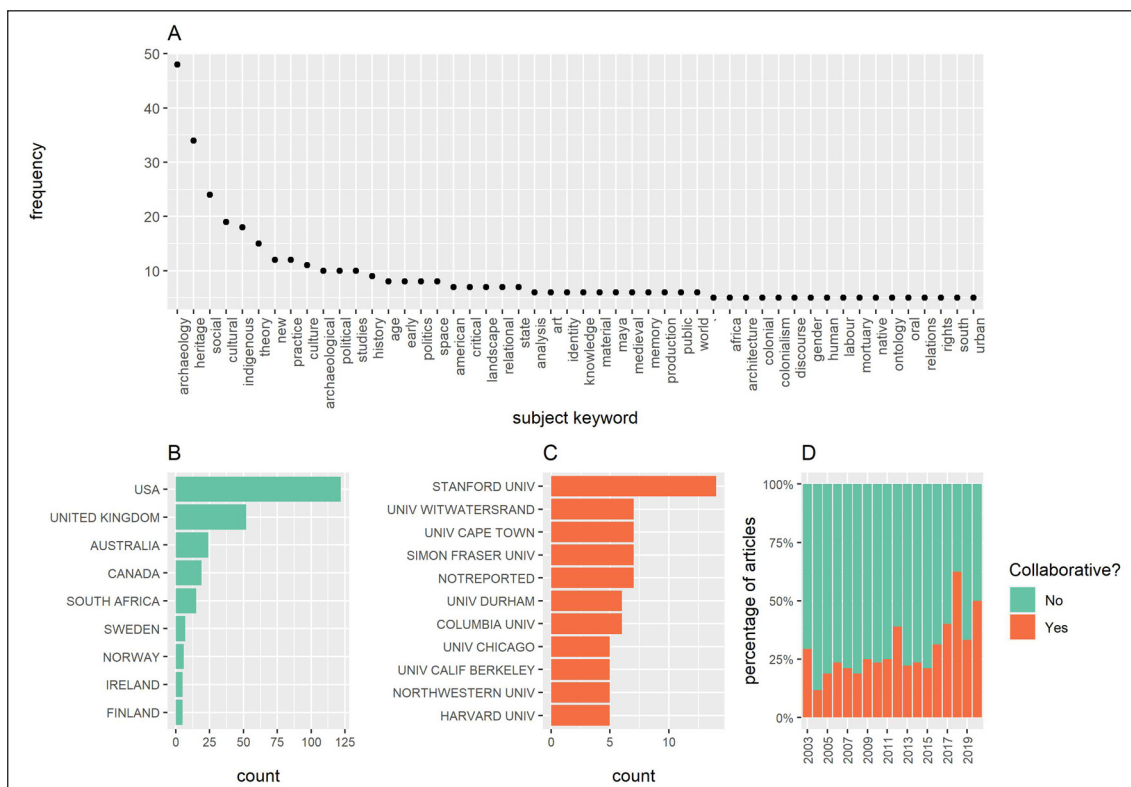 A
50
40
30
20
10
frequency
archaeology
heritage
social
cultural
indigenous
theory
new
practice
culture
archaeological
political
studies
history
age
early
politics
space
american
critical
landscape
relational
state
analysis
art
identity
knowledge
material
maya
medieval
memory
production
public
world
africa
architecture
colonial
colonialism
discourse
gender
human
labour
mortuary
native
ontology
oral
relations
rights
south
urban
subject keyword
B
USA
UNITED KINGDOM
AUSTRALIA
CANADA
SOUTH AFRICA
SWEDEN
NORWAY
IRELAND
FINLAND
0 25 50 75 100 125
count
C
STANFORD UNIV
UNIV WITWATERSRAND
UNIV CAPE TOWN
SIMON FRASER UNIV
NOTREPORTED
UNIV DURHAM
COLUMBIA UNIV
UNIV CHICAGO
UNIV CALIF BERKELEY
NORTHWESTERN UNIV
HARVARD UNIV
0 5 10
count
D
percentage of articles
100%
75%
50%
25%
0%
2003
2005
2007
2009
2011
2013
2015
2017
2019
Collaborative?
No
Yes